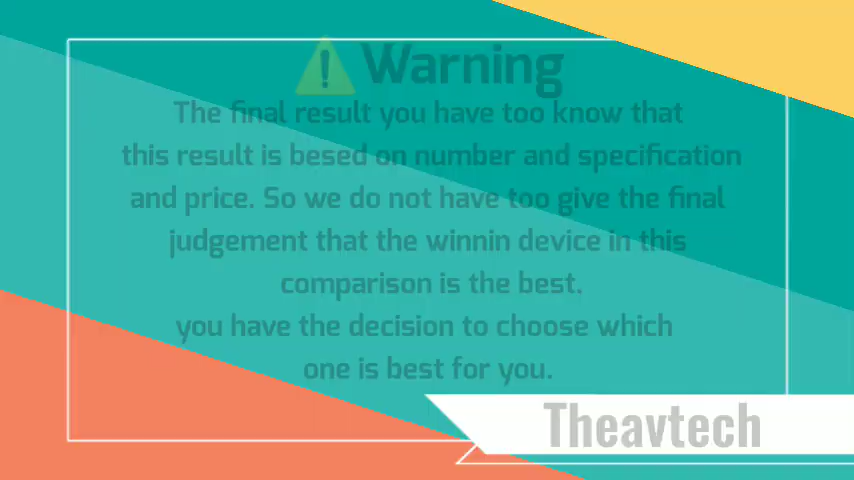 Warning
The final result you have too know that
this result is besed on number and specification
and price. So we do not have too give the final
judgement that the winnin device in this
comparison is the best.
you have the decision to choose which
one is best for you.
Theavtech